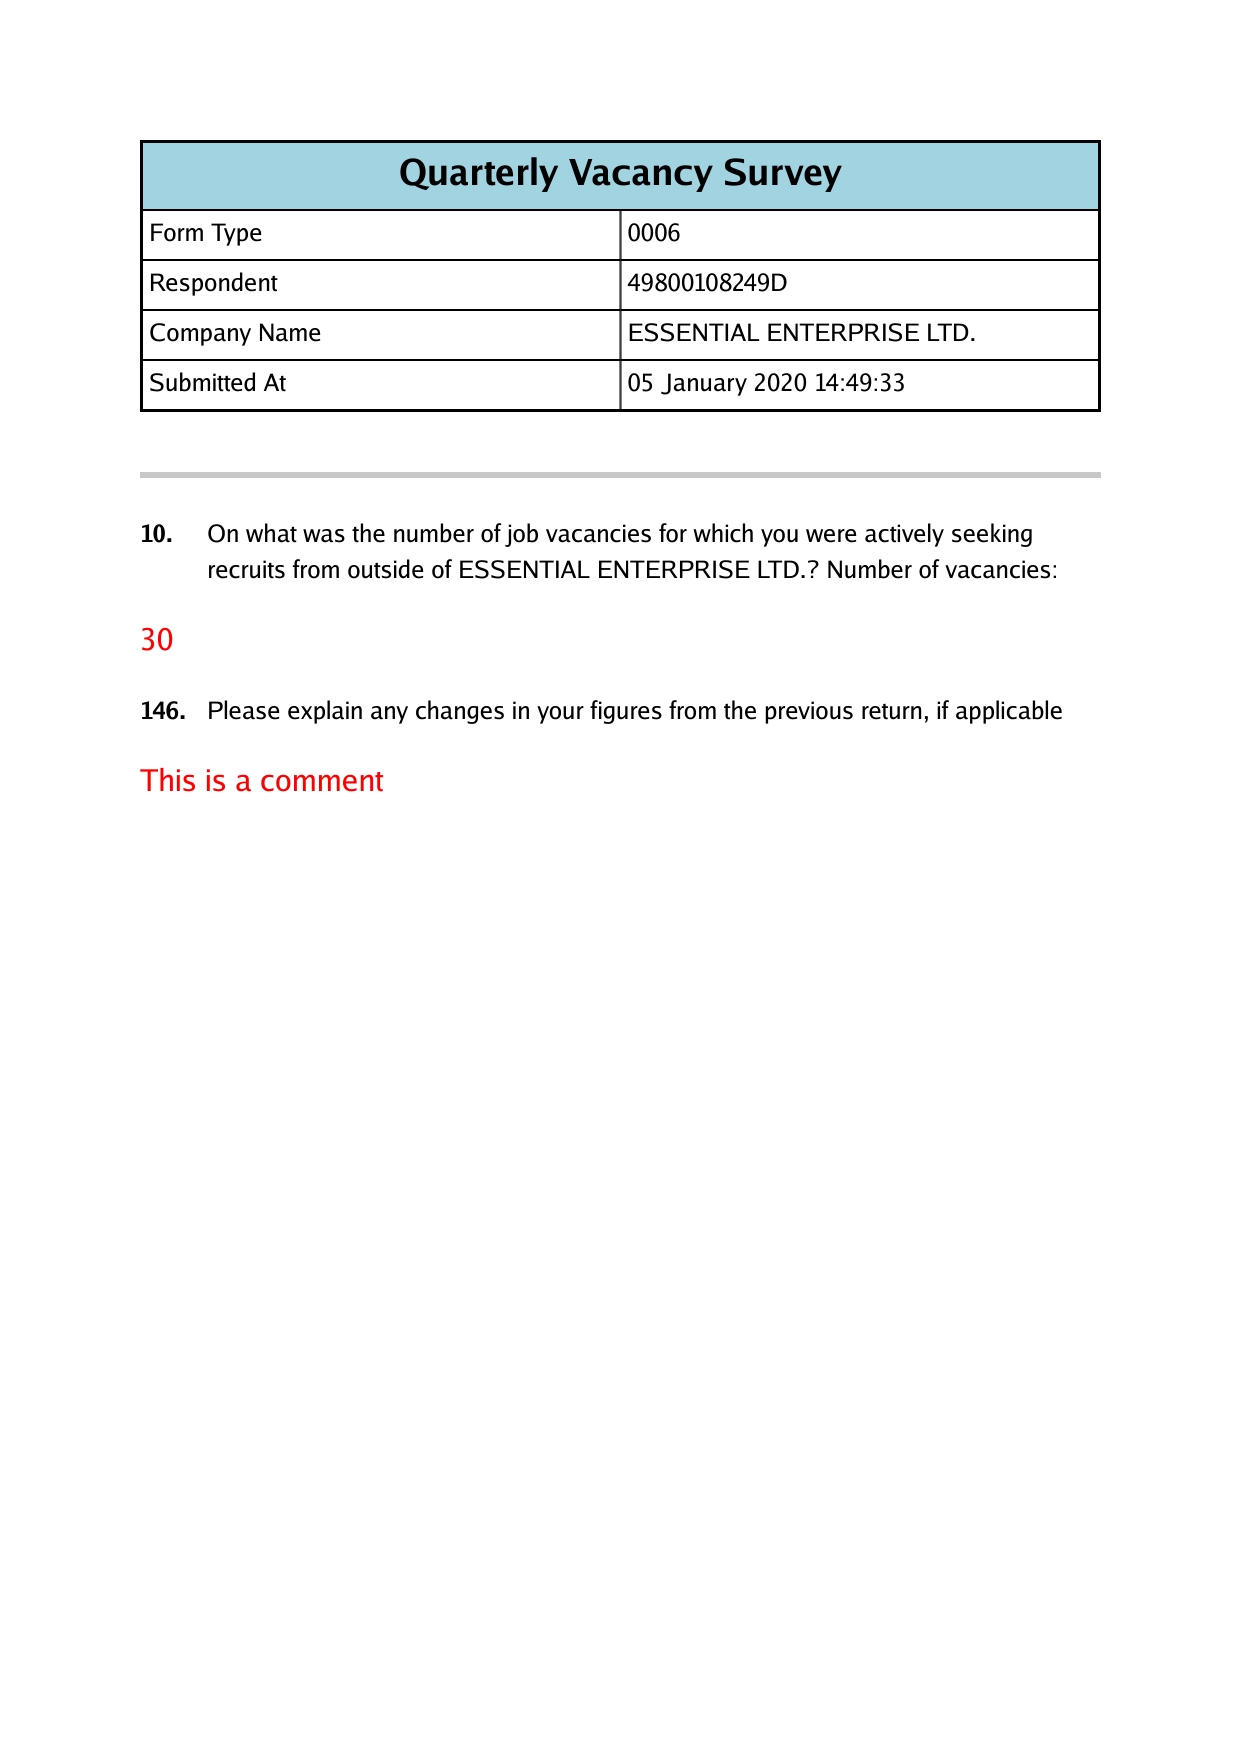 Quarterly Vacancy Survey
Form Type 0006
Respondent 49800108249D
Company Name ESSENTIAL ENTERPRISE LTD.
Submitted At 05 January 2020 14:49:33
10. On what was the number of job vacancies for which you were actively seeking
recruits from outside of ESSENTIAL ENTERPRISE LTD.? Number of vacancies:
30
146. Please explain any changes in your figures from the previous return, if applicable
This is a comment